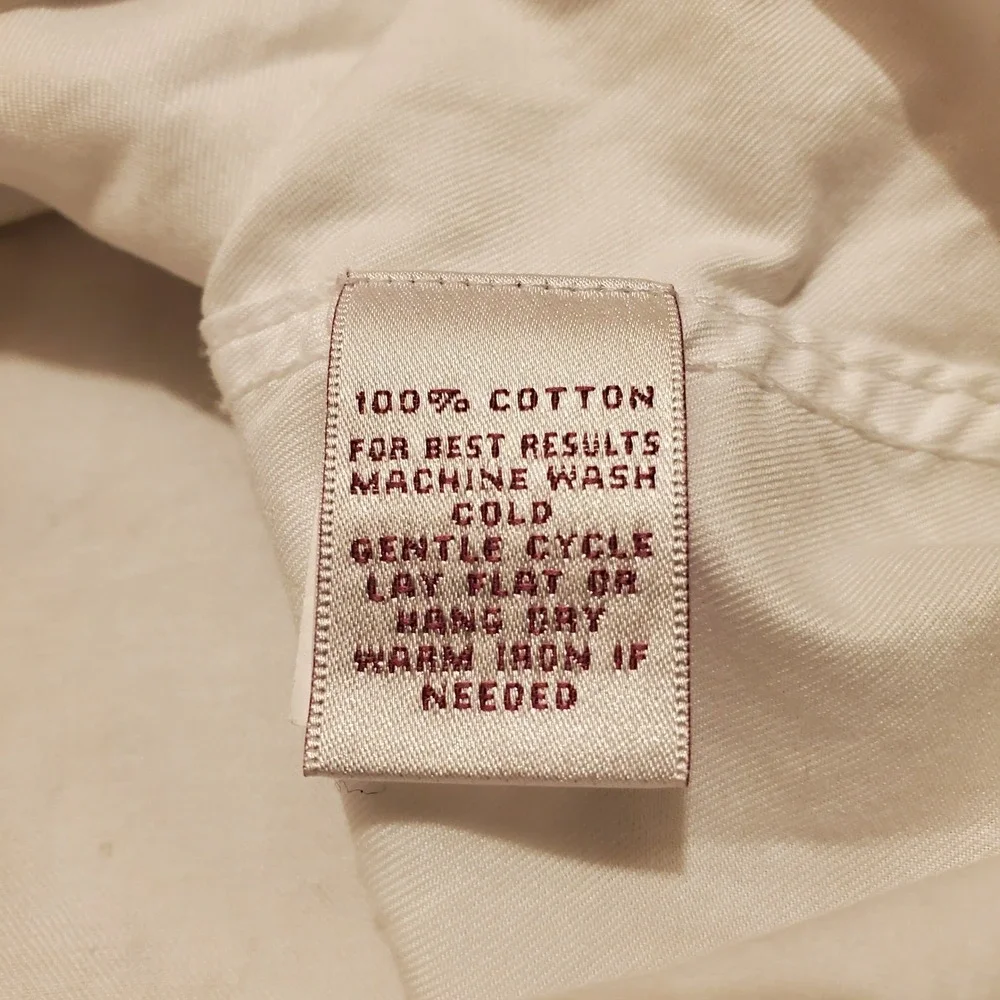 100% COTTON
FOR BEST RESULTS
MACHINE WASH
COLD
GENTLE CYCLE
LAY FLAT OR
HANG DRY
WARM IRON IF
NEEDED